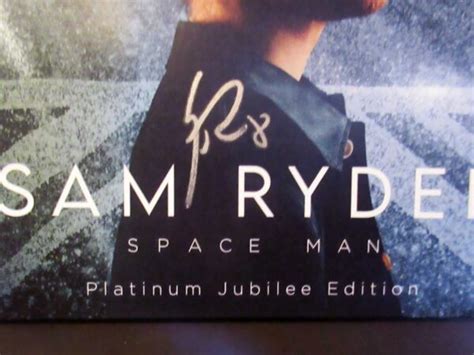 SAM RYDE
SPACE MAN
Platinum Jubilee Edition